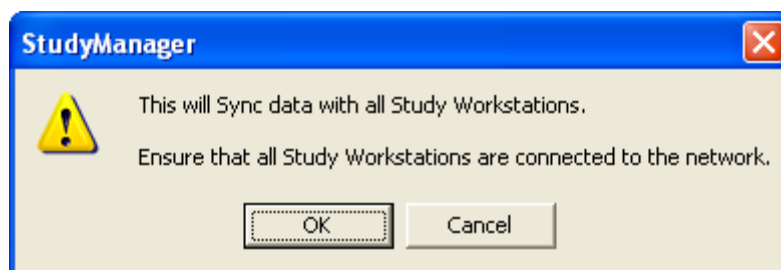 StudyManager
This will Sync data with all Study Workstations.
Ensure that all Study Workstations are connected to the network.
OK
Cancel